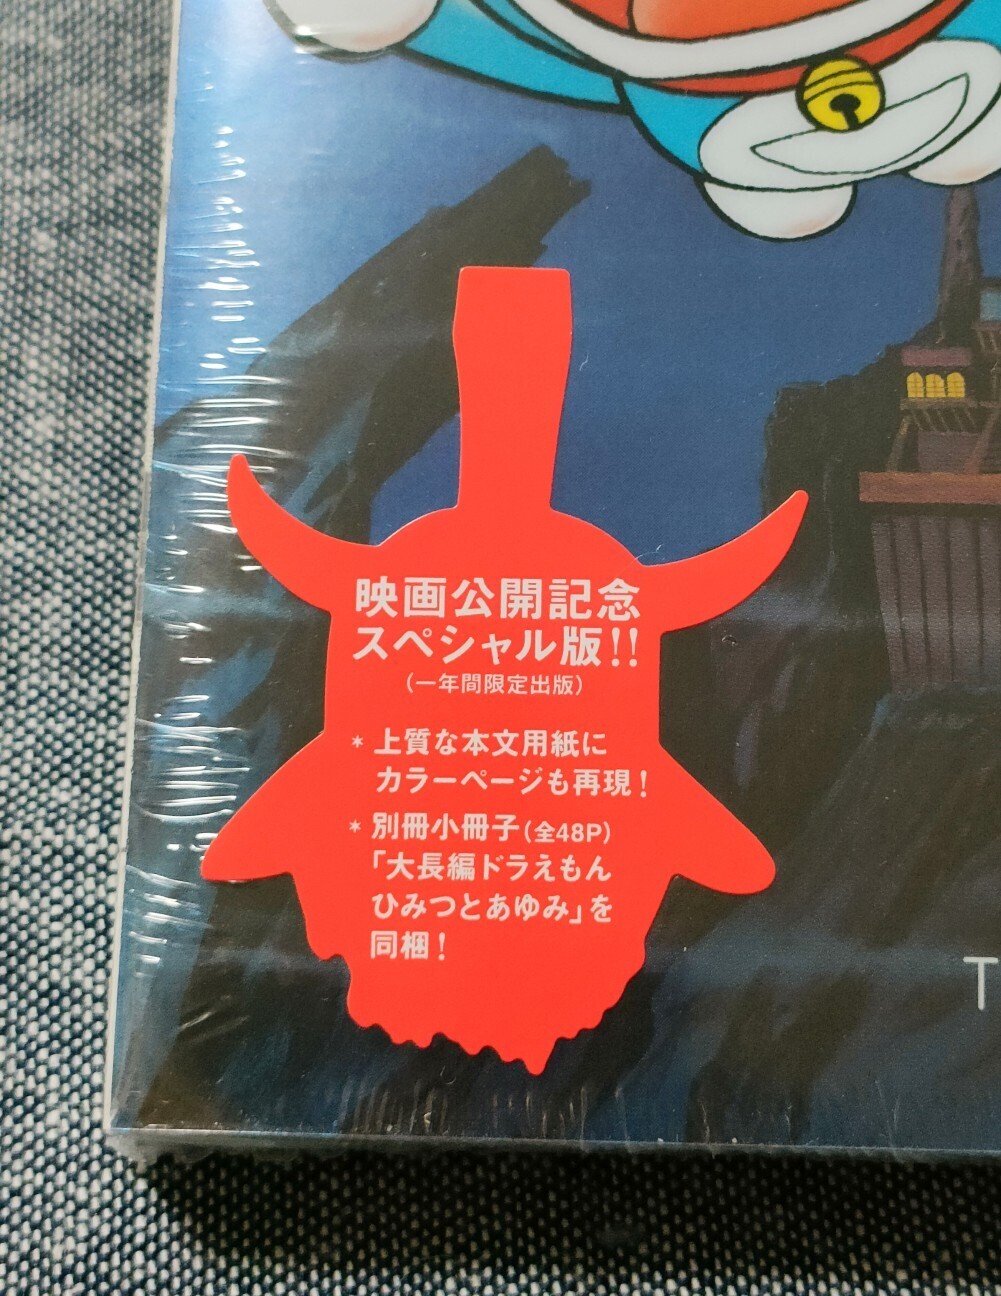 映画公開記念
スペシャル版!!
(一年間限定出版)
* 上質な本文用紙に
カラーページも再現!
* 別冊小冊子(全48P)
「大長編ドラえもん
ひみつとあゆみ」を
同梱!
T